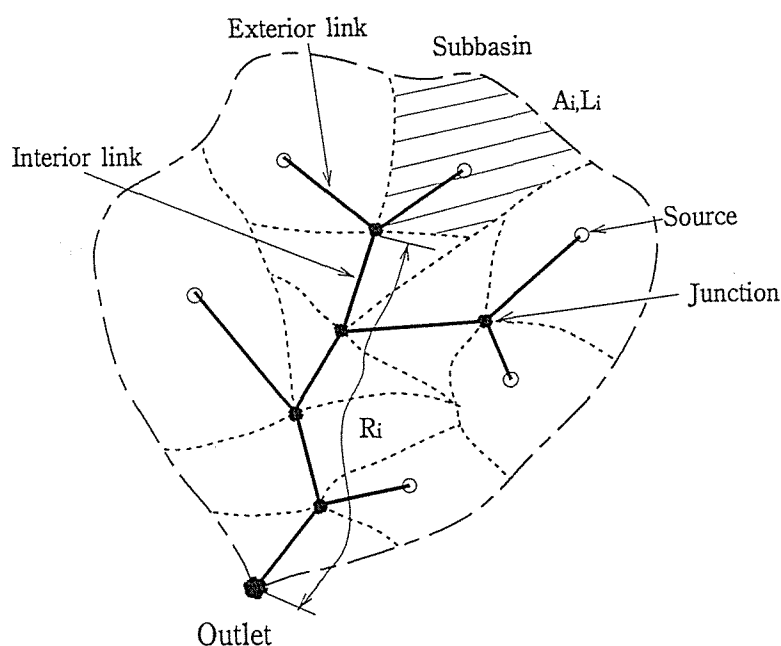 Exterior link
Subbasin
Ai,Li
Interior link
Source
Junction
Ri
Outlet